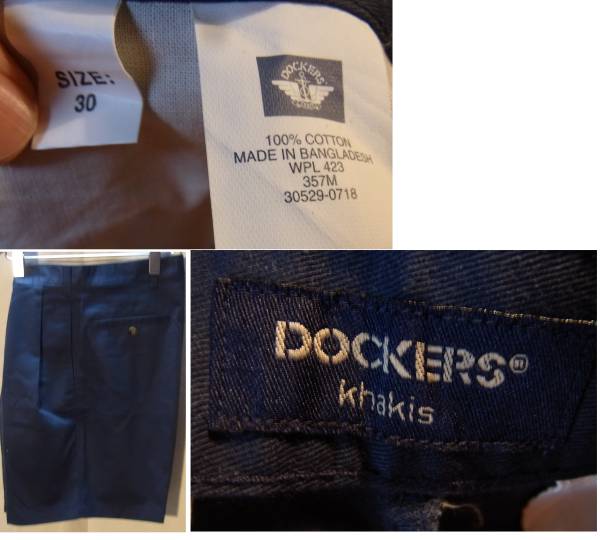 SIZE:
30
DOCKERS
100% COTTON
MADE IN BANGLADESH
WPL 423
357M
30529-0718
DOCKERS®
khakis